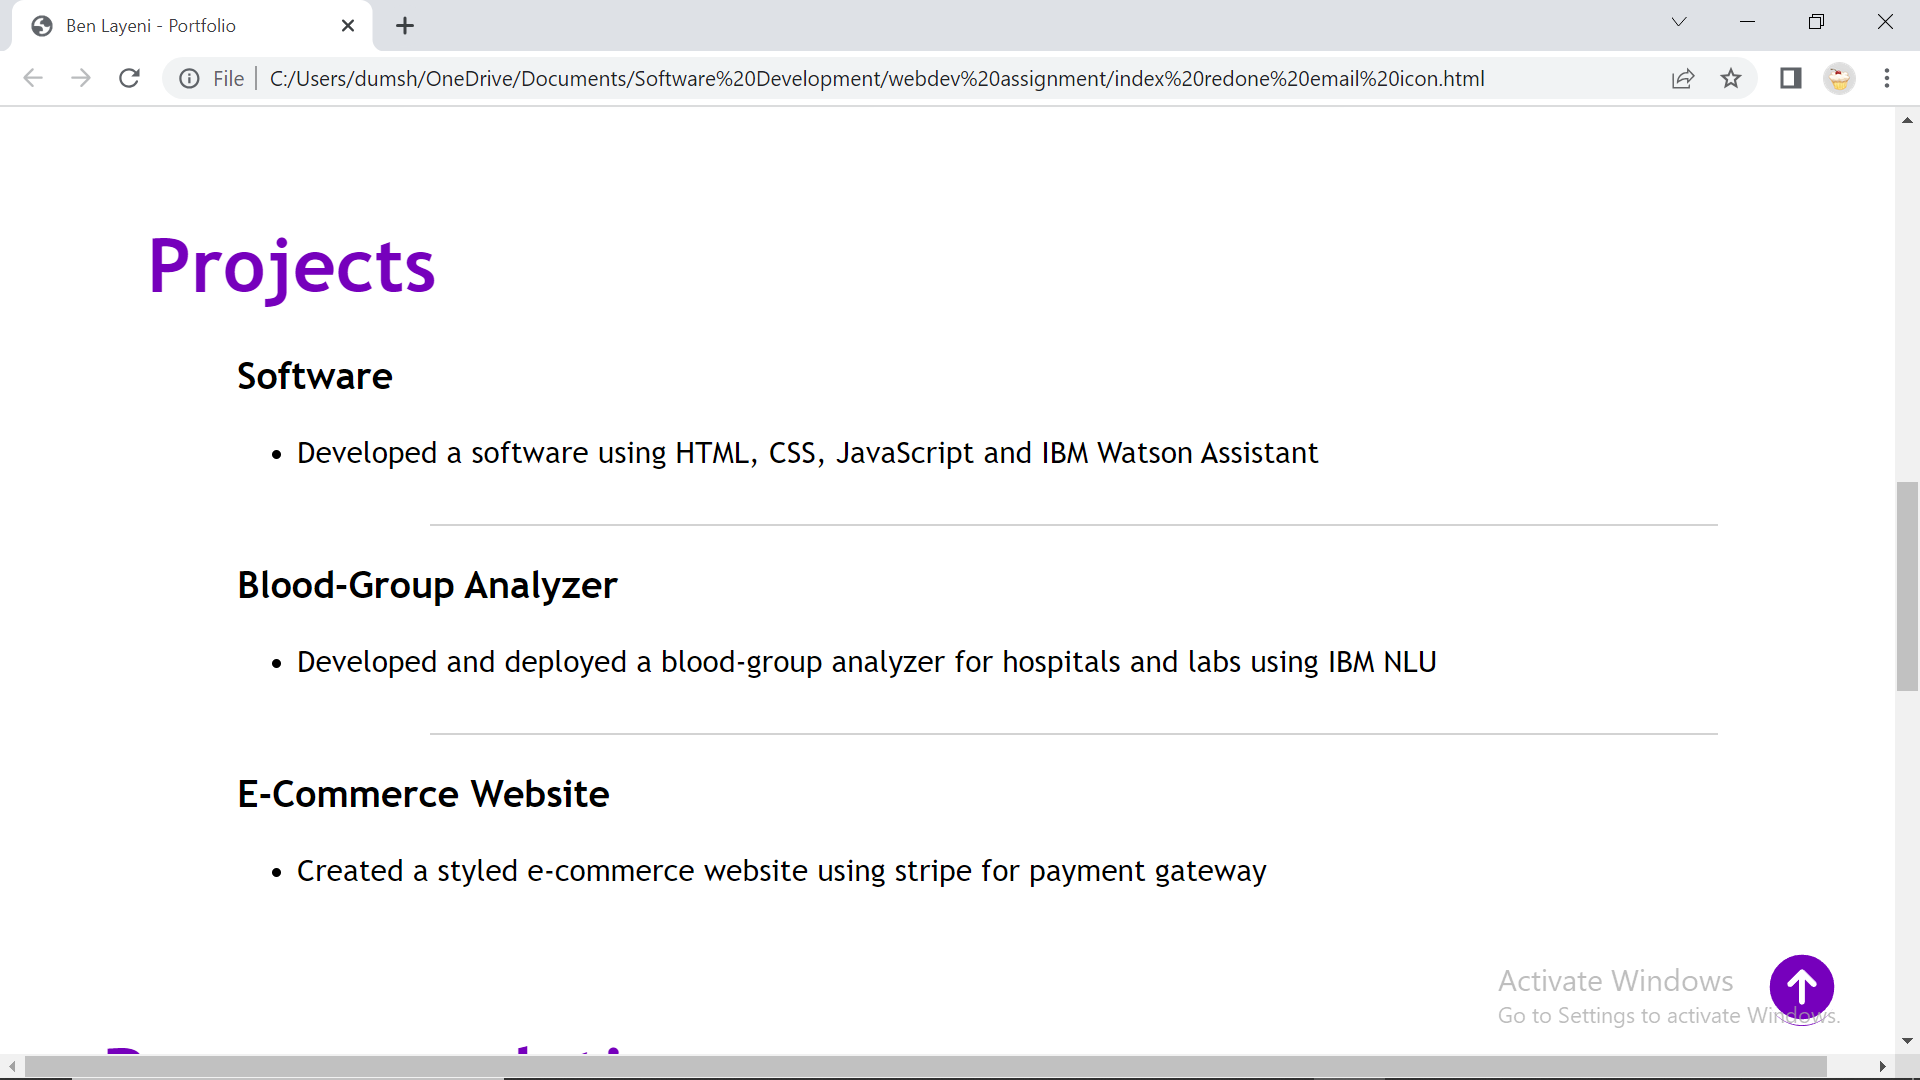 Ben Layeni - Portfolio
File
C:/Users/dumsh/OneDrive/Documents/Software%20Development/webdev%20assignment/index%20redone%20email%20icon.html
Projects
Software
• Developed a software using HTML, CSS, JavaScript and IBM Watson Assistant
Blood-Group Analyzer
• Developed and deployed a blood-group analyzer for hospitals and labs using IBM NLU
E-Commerce Website
• Created a styled e-commerce website using stripe for payment gateway
Activate Windows
Go to Settings to activate Windows.